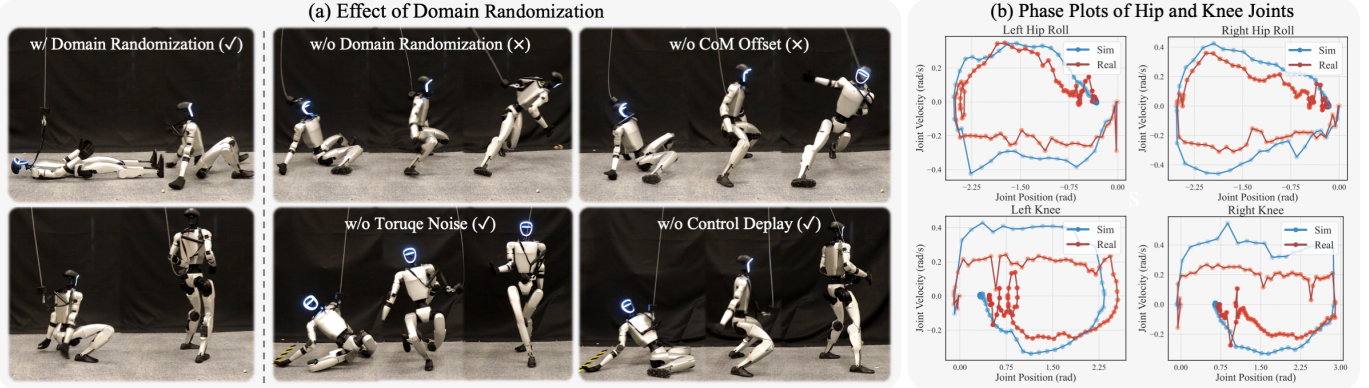 (a) Effect of Domain Randomization
w/ Domain Randomization (✓)
w/o Domain Randomization (×)
w/o CoM Offset (×)
w/o Toruqe Noise (✓)
w/o Control Deplay (✓)
(b) Phase Plots of Hip and Knee Joints
Left Hip Roll
Joint Velocity (rad/s)
0.4
0.2
0.0
−0.2
−0.4
Sim
Real
−2.25 −1.50 −0.75 0.00
Joint Position (rad)
Right Hip Roll
Joint Velocity (rad/s)
0.4
0.2
0.0
−0.2
−0.4
Sim
Real
−2.25 −1.50 −0.75 0.00
Joint Position (rad)
S
Left Knee
Joint Velocity (rad/s)
0.4
0.2
0.0
−0.2
Sim
Real
0.00 0.75 1.50 2.25
Joint Position (rad)
Right Knee
Joint Velocity (rad/s)
0.6
0.4
0.2
0.0
−0.2
Sim
Real
0.00 0.75 1.50 2.25 3.00
Joint Position (rad)